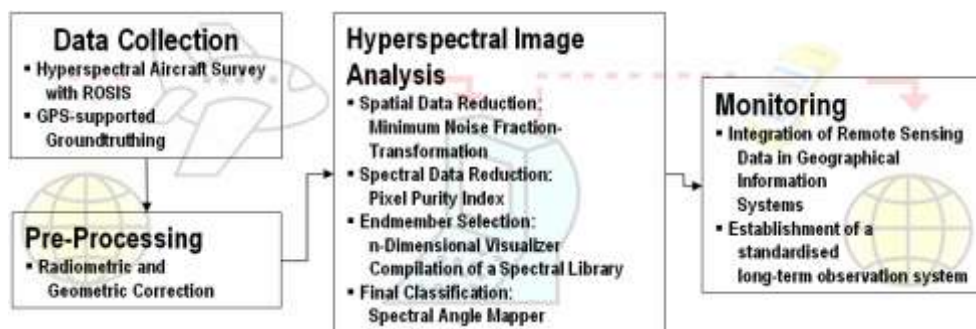 Data Collection
▪ Hyperspectral Aircraft Survey
with ROSIS
▪ GPS-supported
Groundtruthing
Pre-Processing
▪ Radiometric and
Geometric Correction
Hyperspectral Image
Analysis
▪ Spatial Data Reduction:
Minimum Noise Fraction-
Transformation
▪ Spectral Data Reduction:
Pixel Purity Index
▪ Endmember Selection:
n-Dimensional Visualizer
Compilation of a Spectral Library
▪ Final Classification:
Spectral Angle Mapper
Monitoring
▪ Integration of Remote Sensing
Data in Geographical
Information
Systems
▪ Establishment of a
standardised
long-term observation system